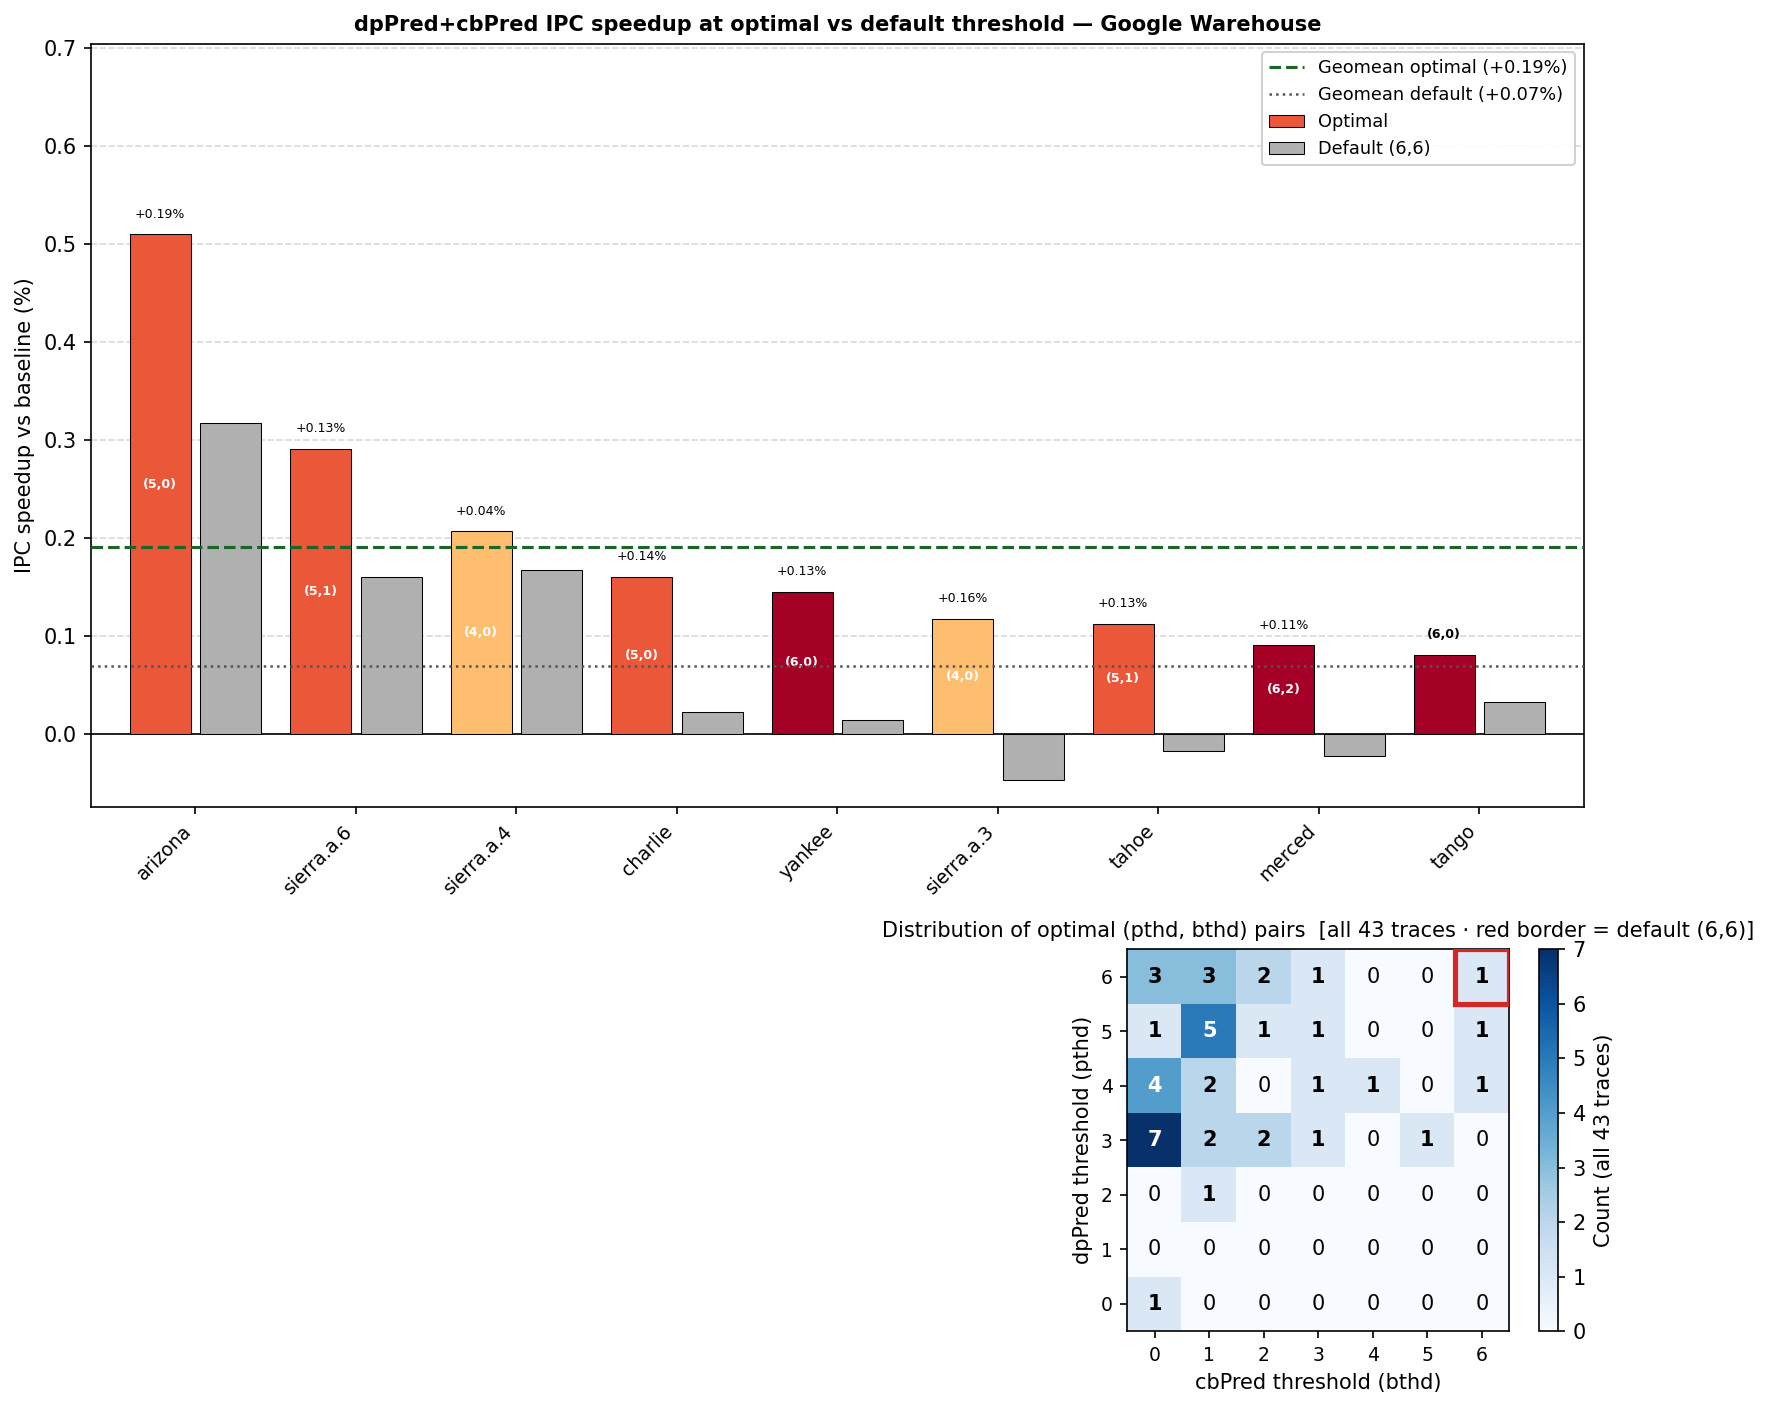 dpPred+cbPred IPC speedup at optimal vs default threshold — Google Warehouse
Geomean optimal (+0.19%)
Geomean default (+0.07%)
Optimal
Default (6,6)
IPC speedup vs baseline (%)
0.7
0.6
0.5
0.4
0.3
0.2
0.1
0.0
+0.19%
+0.13%
+0.04%
+0.14%
+0.13%
+0.16%
+0.13%
+0.11%
(6,0)
(5,0)
(5,1)
(4,0)
(5,0)
(6,0)
(4,0)
(5,1)
(6,2)
arizona
sierra.a.6
sierra.a.4
charlie
yankee
sierra.a.3
tahoe
merced
tango
Distribution of optimal (pthd, bthd) pairs [all 43 traces · red border = default (6,6)]
dpPred threshold (pthd)
6 3 3 2 1 0 0 1
5 1 5 1 1 0 0 1
4 4 2 0 1 1 0 1
3 7 2 2 1 0 1 0
2 0 1 0 0 0 0 0
1 0 0 0 0 0 0 0
0 1 0 0 0 0 0 0
0 1 2 3 4 5 6
cbPred threshold (bthd)
7
6
5
4
3
2
1
0
Count (all 43 traces)